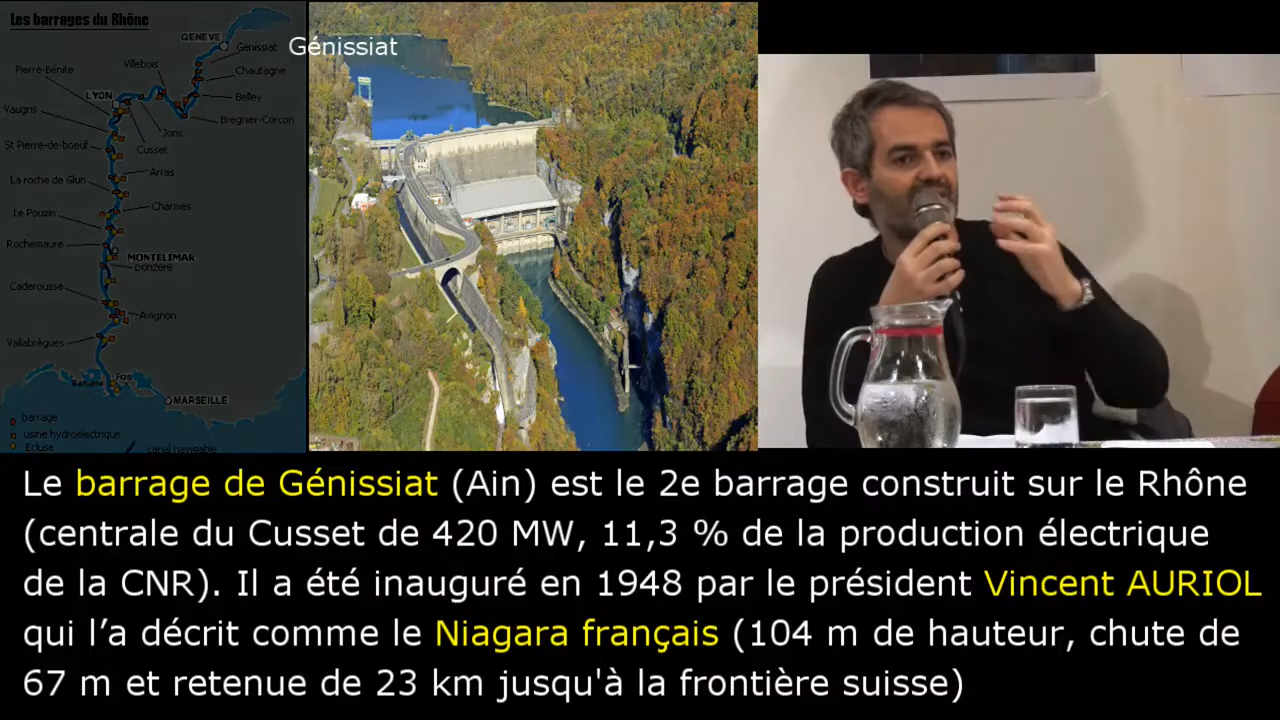 Les barrages du Rhône
GENEVE
Génissiat
Génissiat
Villebois
Pierre-Bénite
Chautagne
LYON
Belley
Vaugris
Bregnier-Corcon
Jons
St Pierre-de-boeuf
Cusset
Arras
La roche de Glun
Charmes
Le Pouzin
Rochemaure
MONTELIMAR
Donzère
Caderousse
Avignon
Vallabrègues
Fos
MARSEILLE
barrage
usine hydroelectrique
Ecluse
canal navigable
Le barrage de Génissiat (Ain) est le 2e barrage construit sur le Rhône
(centrale du Cusset de 420 MW, 11,3 % de la production électrique
de la CNR). Il a été inauguré en 1948 par le président Vincent AURIOL
qui l’a décrit comme le Niagara français (104 m de hauteur, chute de
67 m et retenue de 23 km jusqu'à la frontière suisse)